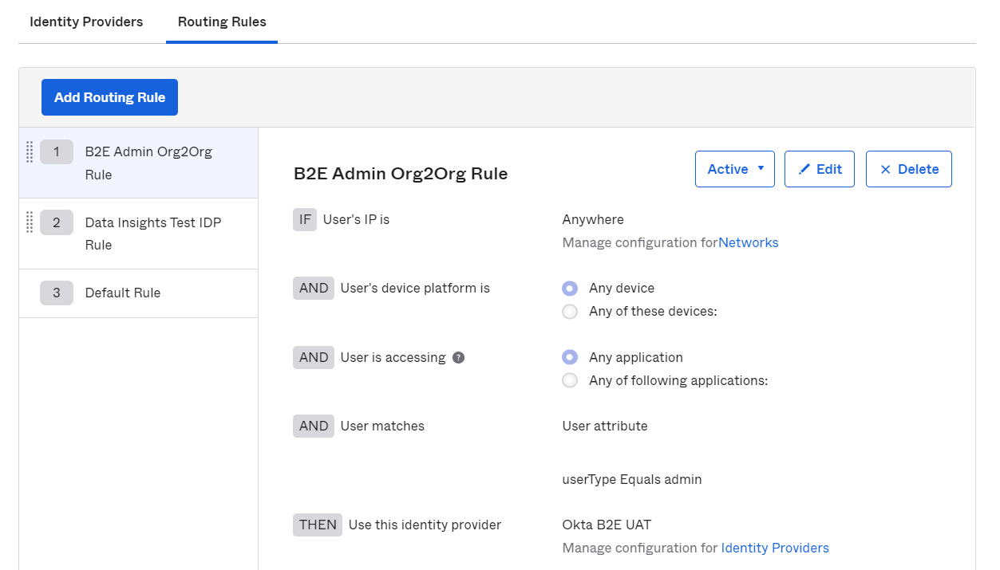 Identity Providers
Routing Rules
Add Routing Rule
1
B2E Admin Org2Org
Rule
2
Data Insights Test IDP
Rule
3
Default Rule
B2E Admin Org2Org Rule
Active
Edit
Delete
IF User's IP is
Anywhere
Manage configuration forNetworks
AND User's device platform is
Any device
Any of these devices:
AND User is accessing ?
Any application
Any of following applications:
AND User matches
User attribute
userType Equals admin
THEN Use this identity provider
Okta B2E UAT
Manage configuration for Identity Providers